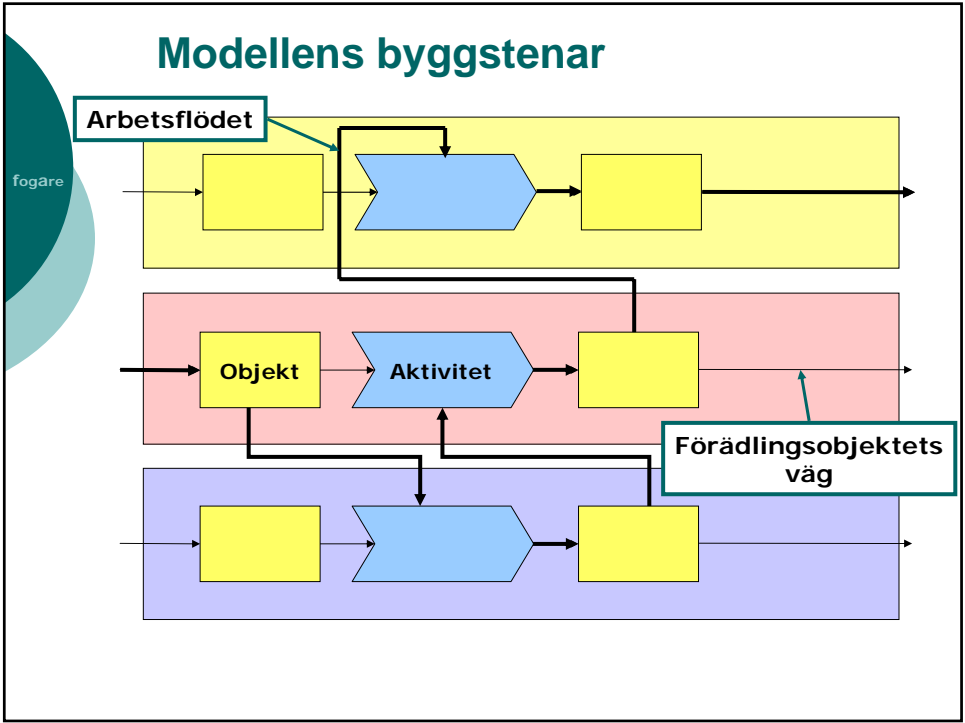 Modellens byggstenar
Arbetsflödet
fogare
Objekt
Aktivitet
Förädlingsobjektets
väg